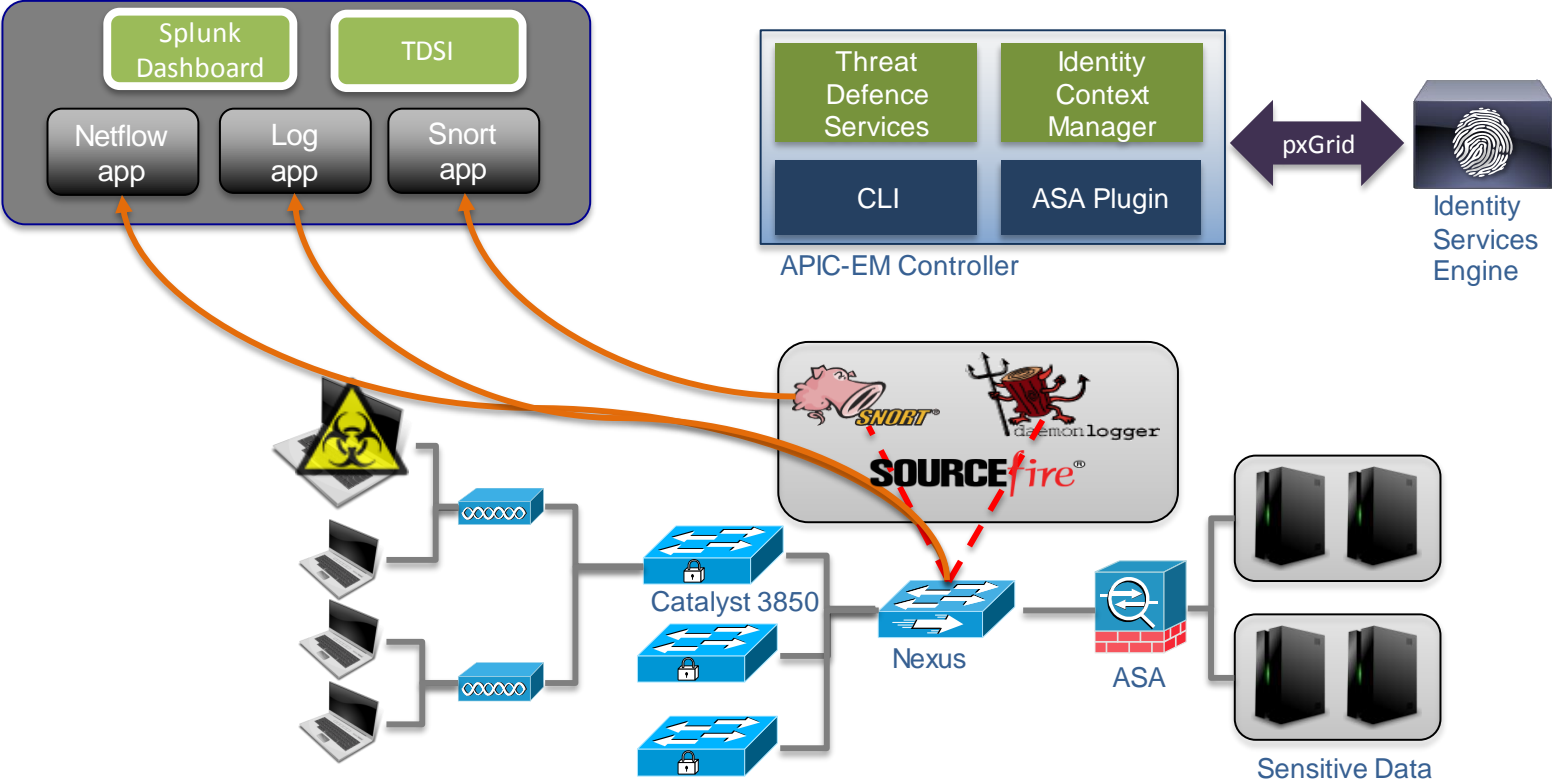 Splunk
Dashboard
TDSI
Netflow
app
Log
app
Snort
app
Threat
Defence
Services
Identity
Context
Manager
CLI
ASA Plugin
APIC-EM Controller
pxGrid
Identity
Services
Engine
SNORT®
daemonlogger
SOURCEfire®
Catalyst 3850
Nexus
ASA
Sensitive Data